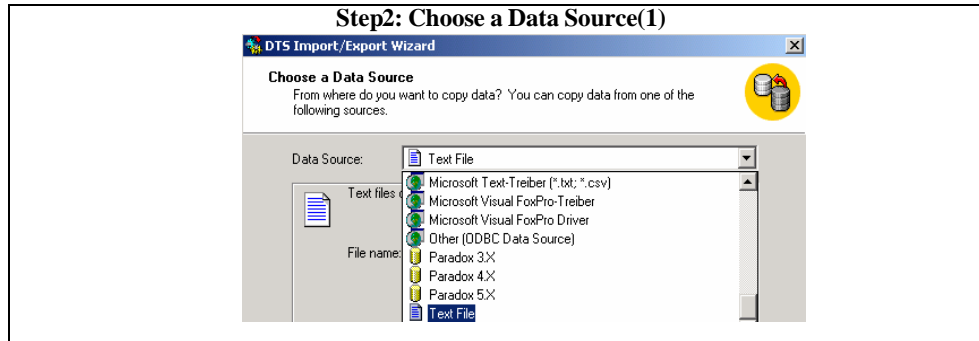 Step2: Choose a Data Source(1)
DTS Import/Export Wizard
Choose a Data Source
From where do you want to copy data? You can copy data from one of the
following sources.
Data Source:
Text File
Microsoft Text-Treiber (*.txt; *.csv)
Text files
Microsoft Visual FoxPro-Treiber
Microsoft Visual FoxPro Driver
Other (ODBC Data Source)
File name:
Paradox 3.X
Paradox 4.X
Paradox 5.X
Text File